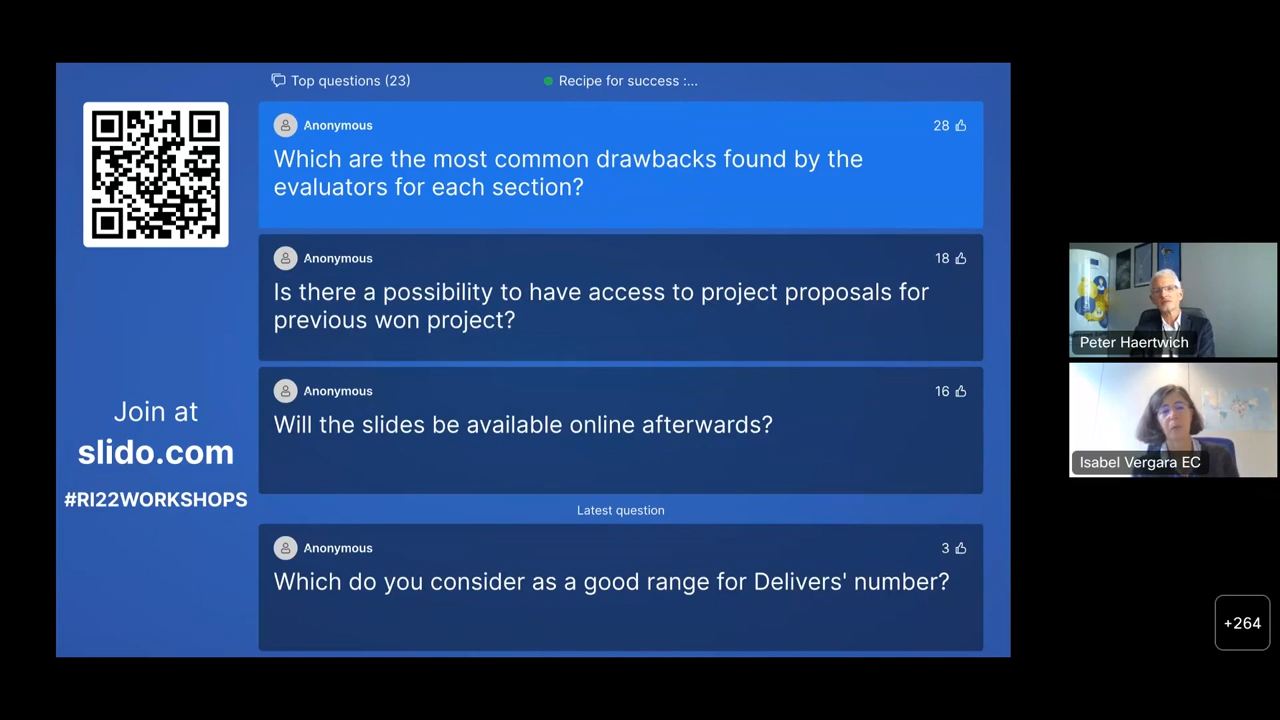 Top questions (23)
Recipe for success :...
Anonymous
28
Which are the most common drawbacks found by the
evaluators for each section?
Anonymous
18
Is there a possibility to have access to project proposals for
previous won project?
Anonymous
16
Will the slides be available online afterwards?
Latest question
Anonymous
3
Which do you consider as a good range for Delivers' number?
Join at
slido.com
#RI22WORKSHOPS
Peter Haertwich
Isabel Vergara EC
+264